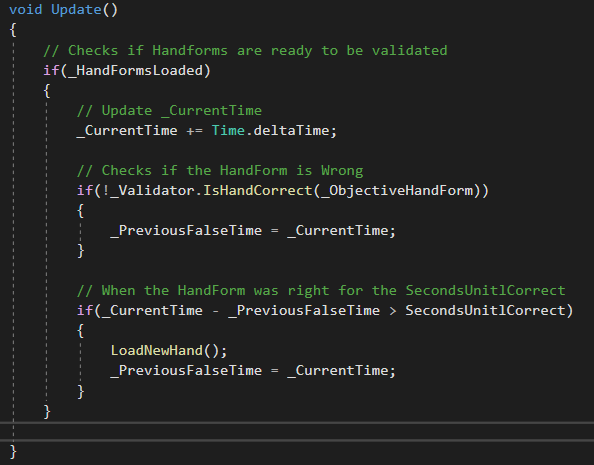 void Update()
{
// Checks if Handforms are ready to be validated
if(_HandFormsLoaded)
{
// Update _CurrentTime
_CurrentTime += Time.deltaTime;
// Checks if the HandForm is Wrong
if(!_Validator.IsHandCorrect(_ObjectiveHandForm))
{
_PreviousFalseTime = _CurrentTime;
}
// When the HandForm was right for the SecondsUnitlCorrect
if(_CurrentTime - _PreviousFalseTime > SecondsUnitlCorrect)
{
LoadNewHand();
_PreviousFalseTime = _CurrentTime;
}
}
}